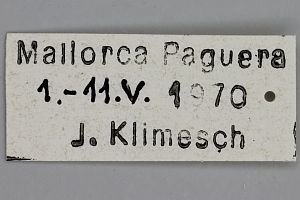 Mallorca Paguera
1.-11.V. 1970
J. Klimesch